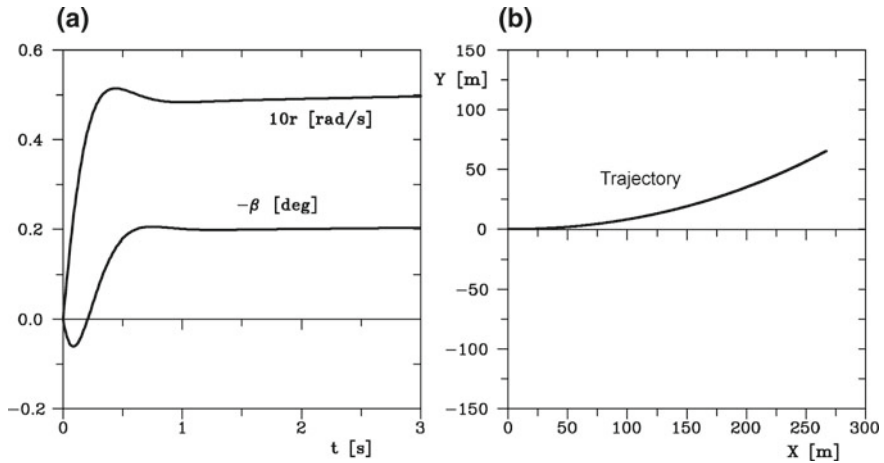 (a)
0.6
0.4
0.2
0.0
−0.2
0
1
2
3
t [s]
10r [rad/s]
−β [deg]
(b)
150
Y [m]
100
50
0
−50
−100
−150
0
50
100
150
200
250
300
X [m]
Trajectory